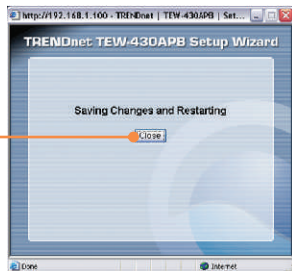 http://192.168.1.100 - TRENDnet | TEW-430APB | Set...
TRENDnet TEW-430APB Setup Wizard
Saving Changes and Restarting
Close
Done
Internet